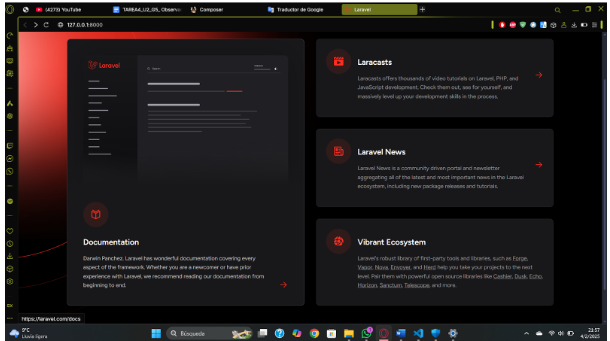 (4273) YouTube
TAREA4_U2_G5_Observo
Composer
Traductor de Google
Laravel
127.0.0.1:8000
Laravel
Documentation
Darwin Panchez. Laravel has wonderful documentation covering every
aspect of the framework. Whether you are a newcomer or have prior
experience with Laravel, we recommend reading our documentation from
beginning to end.
Laracasts
Laracasts offers thousands of video tutorials on Laravel, PHP, and
JavaScript development. Check them out, see for yourself, and
massively level up your development skills in the process.
Laravel News
Laravel News is a community driven portal and newsletter
aggregating all of the latest and most important news in the Laravel
ecosystem, including new package releases and tutorials.
Vibrant Ecosystem
Laravel's robust library of first-party tools and libraries, such as Forge,
Vapor, Nova, Envoyer, and Herd help you take your projects to the next
level. Pair them with powerful open source libraries like Cashier, Dusk, Echo,
Horizon, Sanctum, Telescope, and more.
https://laravel.com/docs
9°C
Lluvia ligera
Búsqueda
21:57
4/2/2025